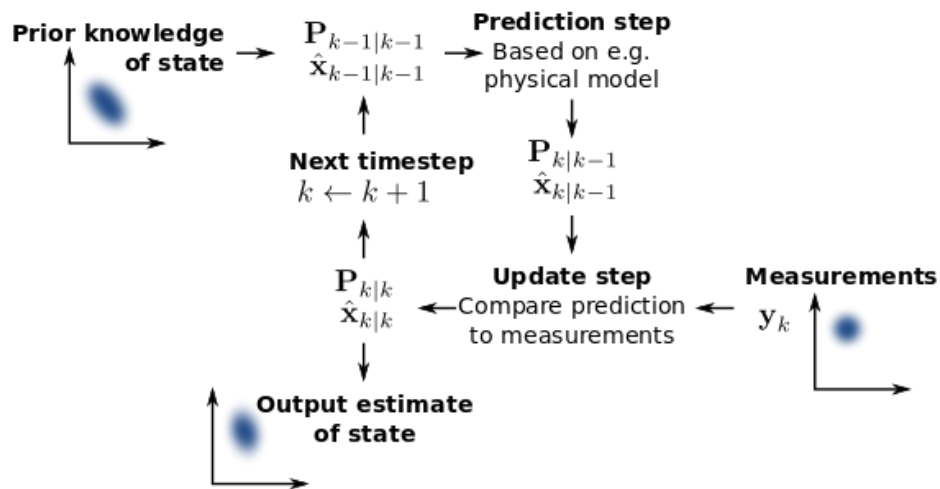 Prior knowledge
of state
P_{k−1|k−1}
x̂_{k−1|k−1}
Prediction step
Based on e.g.
physical model
P_{k|k−1}
x̂_{k|k−1}
Next timestep
k ← k + 1
P_{k|k}
x̂_{k|k}
Update step
Compare prediction
to measurements
Measurements
y_k
Output estimate
of state